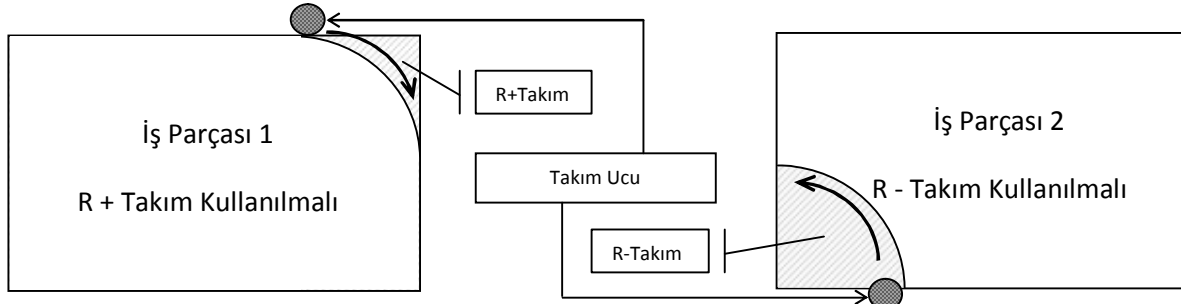 İş Parçası 1
R + Takım Kullanılmalı
R+Takım
Takım Ucu
R-Takım
İş Parçası 2
R - Takım Kullanılmalı